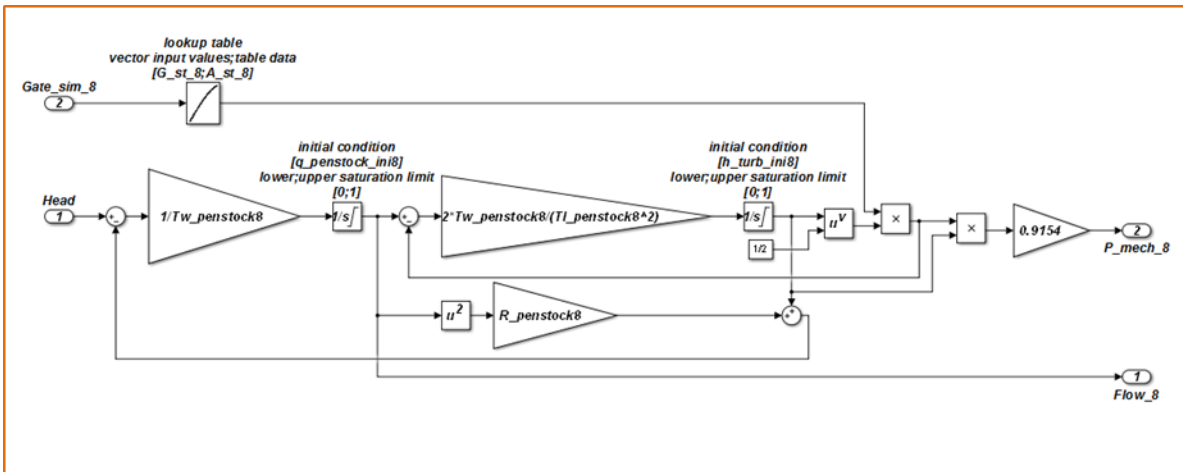 lookup table
vector input values;table data
[G_st_8;A_st_8]
Gate_sim_8
2
initial condition
[q_penstock_ini8]
lower;upper saturation limit
[0;1]
initial condition
[h_turb_ini8]
lower;upper saturation limit
[0;1]
Head
1
+
-
1/Tw_penstock8
1/s
+
-
2*Tw_penstock8/(Tl_penstock8^2)
1/s
1/2
u^v
×
×
0.9154
2
P_mech_8
u^2
R_penstock8
+
+
1
Flow_8